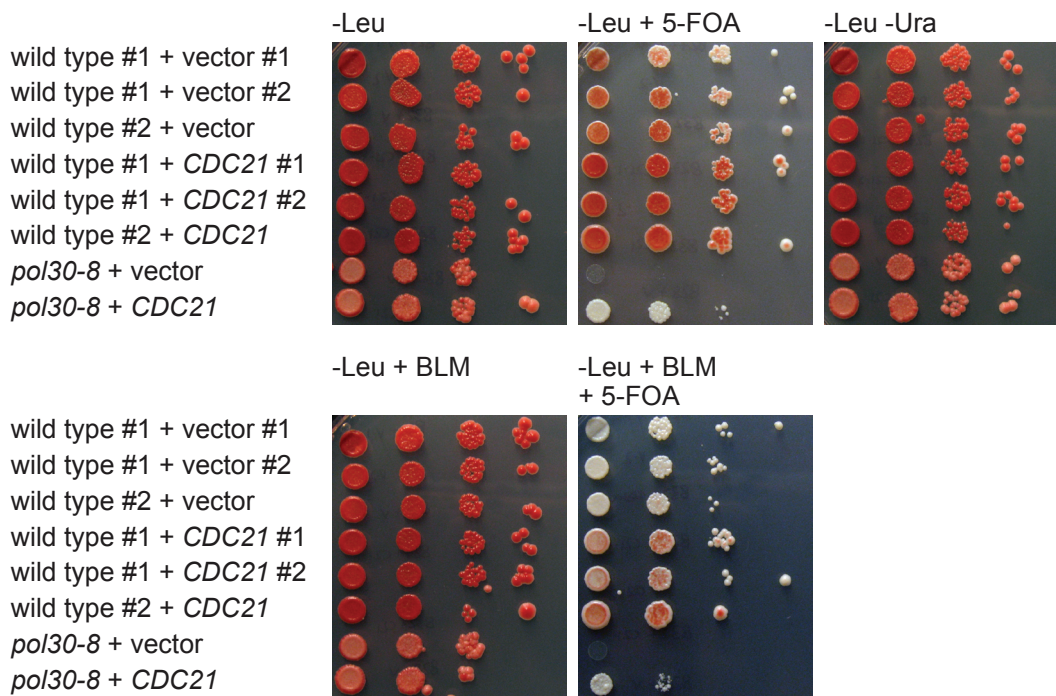 -Leu
-Leu + 5-FOA
-Leu -Ura
wild type #1 + vector #1
wild type #1 + vector #2
wild type #2 + vector
wild type #1 + CDC21 #1
wild type #1 + CDC21 #2
wild type #2 + CDC21
pol30-8 + vector
pol30-8 + CDC21
-Leu + BLM
-Leu + BLM
+ 5-FOA
wild type #1 + vector #1
wild type #1 + vector #2
wild type #2 + vector
wild type #1 + CDC21 #1
wild type #1 + CDC21 #2
wild type #2 + CDC21
pol30-8 + vector
pol30-8 + CDC21